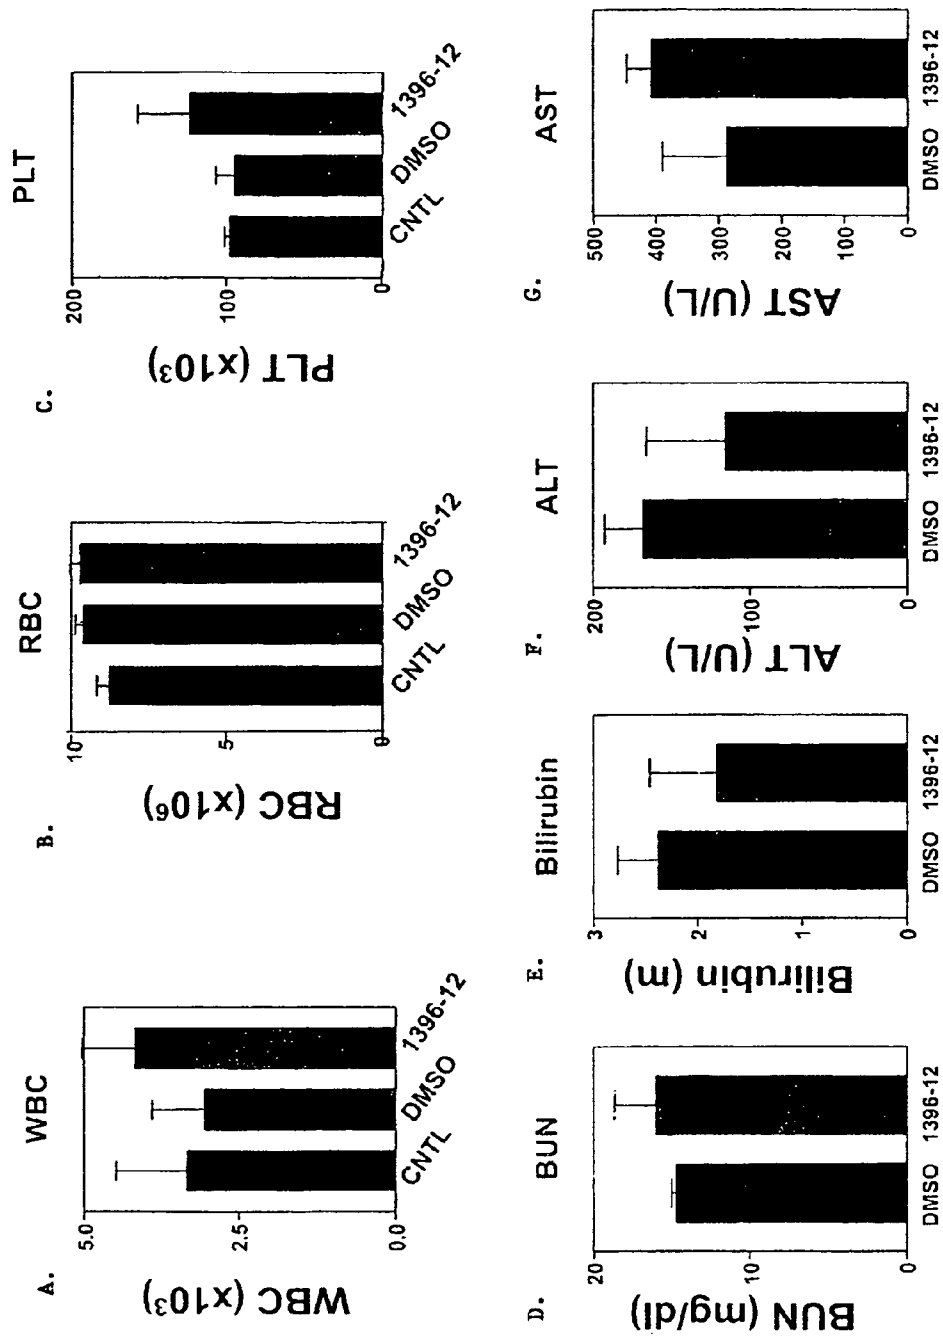 A.
WBC
WBC (x10³)
5.0
2.5
0.0
CNTL
DMSO
1396-12
B.
RBC
RBC (x10⁶)
10
5
0
CNTL
DMSO
1396-12
C.
PLT
PLT (x10³)
200
100
0
CNTL
DMSO
1396-12
D.
BUN
BUN (mg/dl)
20
10
0
DMSO
1396-12
E.
Bilirubin
Bilirubin (m)
3
2
1
0
DMSO
1396-12
F.
ALT
ALT (U/L)
200
100
0
DMSO
1396-12
G.
AST
AST (U/L)
500
400
300
200
100
0
DMSO
1396-12